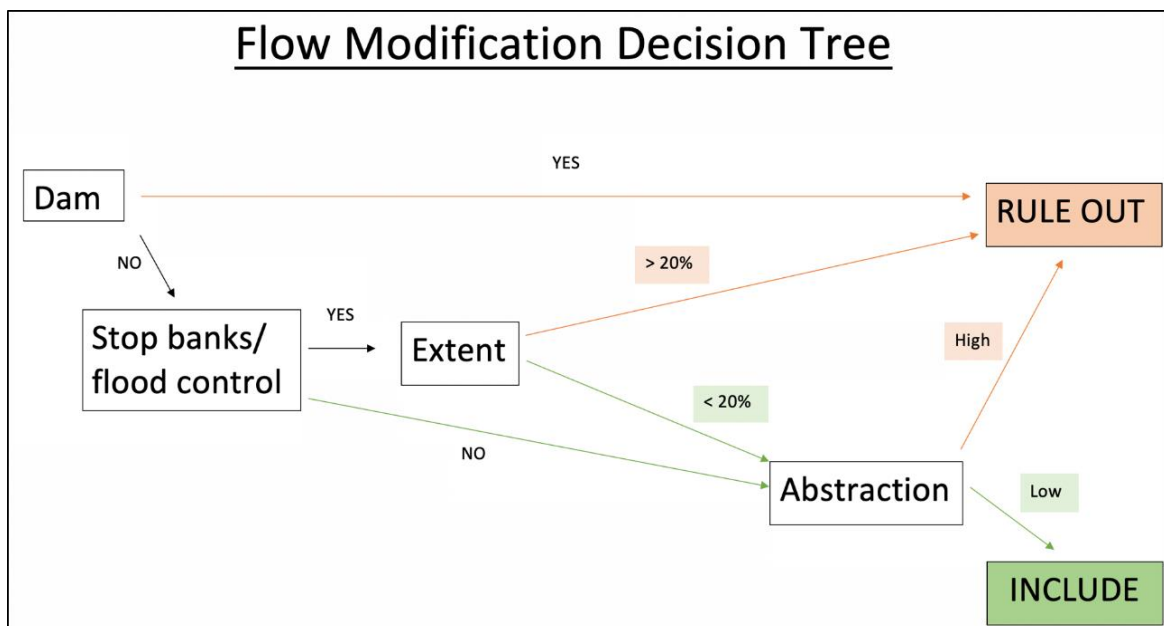 Flow Modification Decision Tree
YES
Dam
RULE OUT
NO
> 20%
YES
Stop banks/
flood control
Extent
High
< 20%
NO
Abstraction
Low
INCLUDE